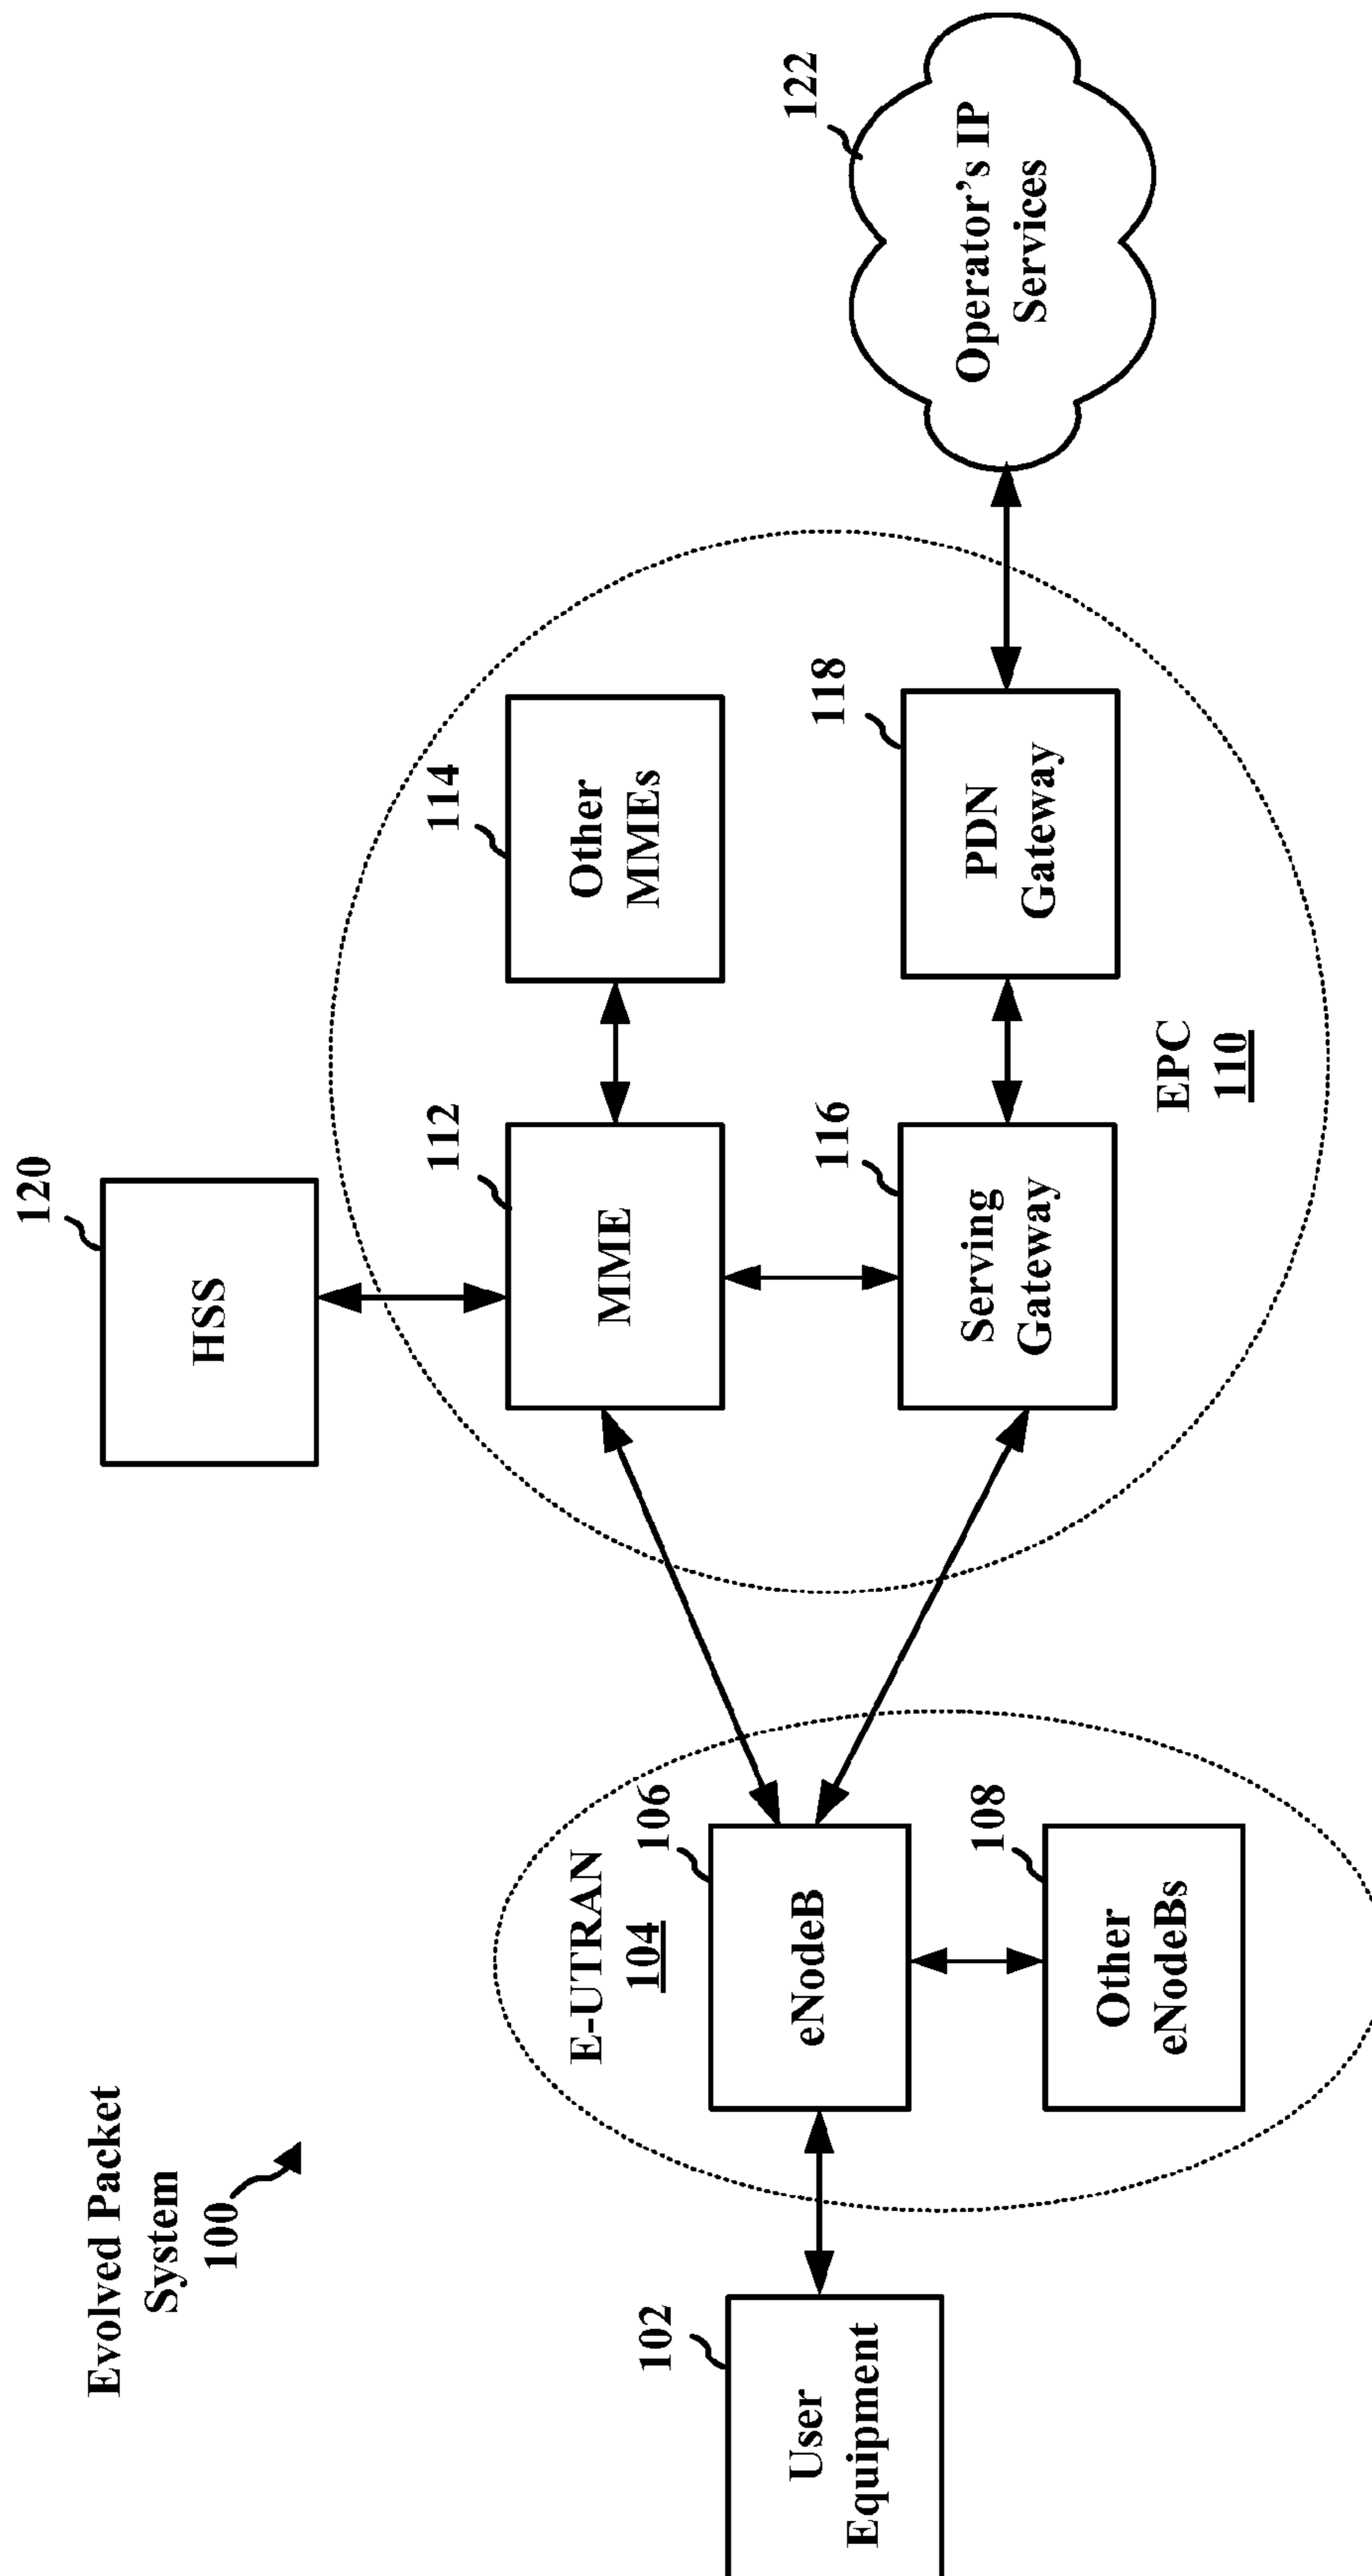 Evolved Packet
System
100
102
User
Equipment
E-UTRAN
104
106
eNodeB
108
Other
eNodeBs
120
HSS
112
MME
114
Other
MMEs
116
Serving
Gateway
118
PDN
Gateway
EPC
110
122
Operator’s IP
Services